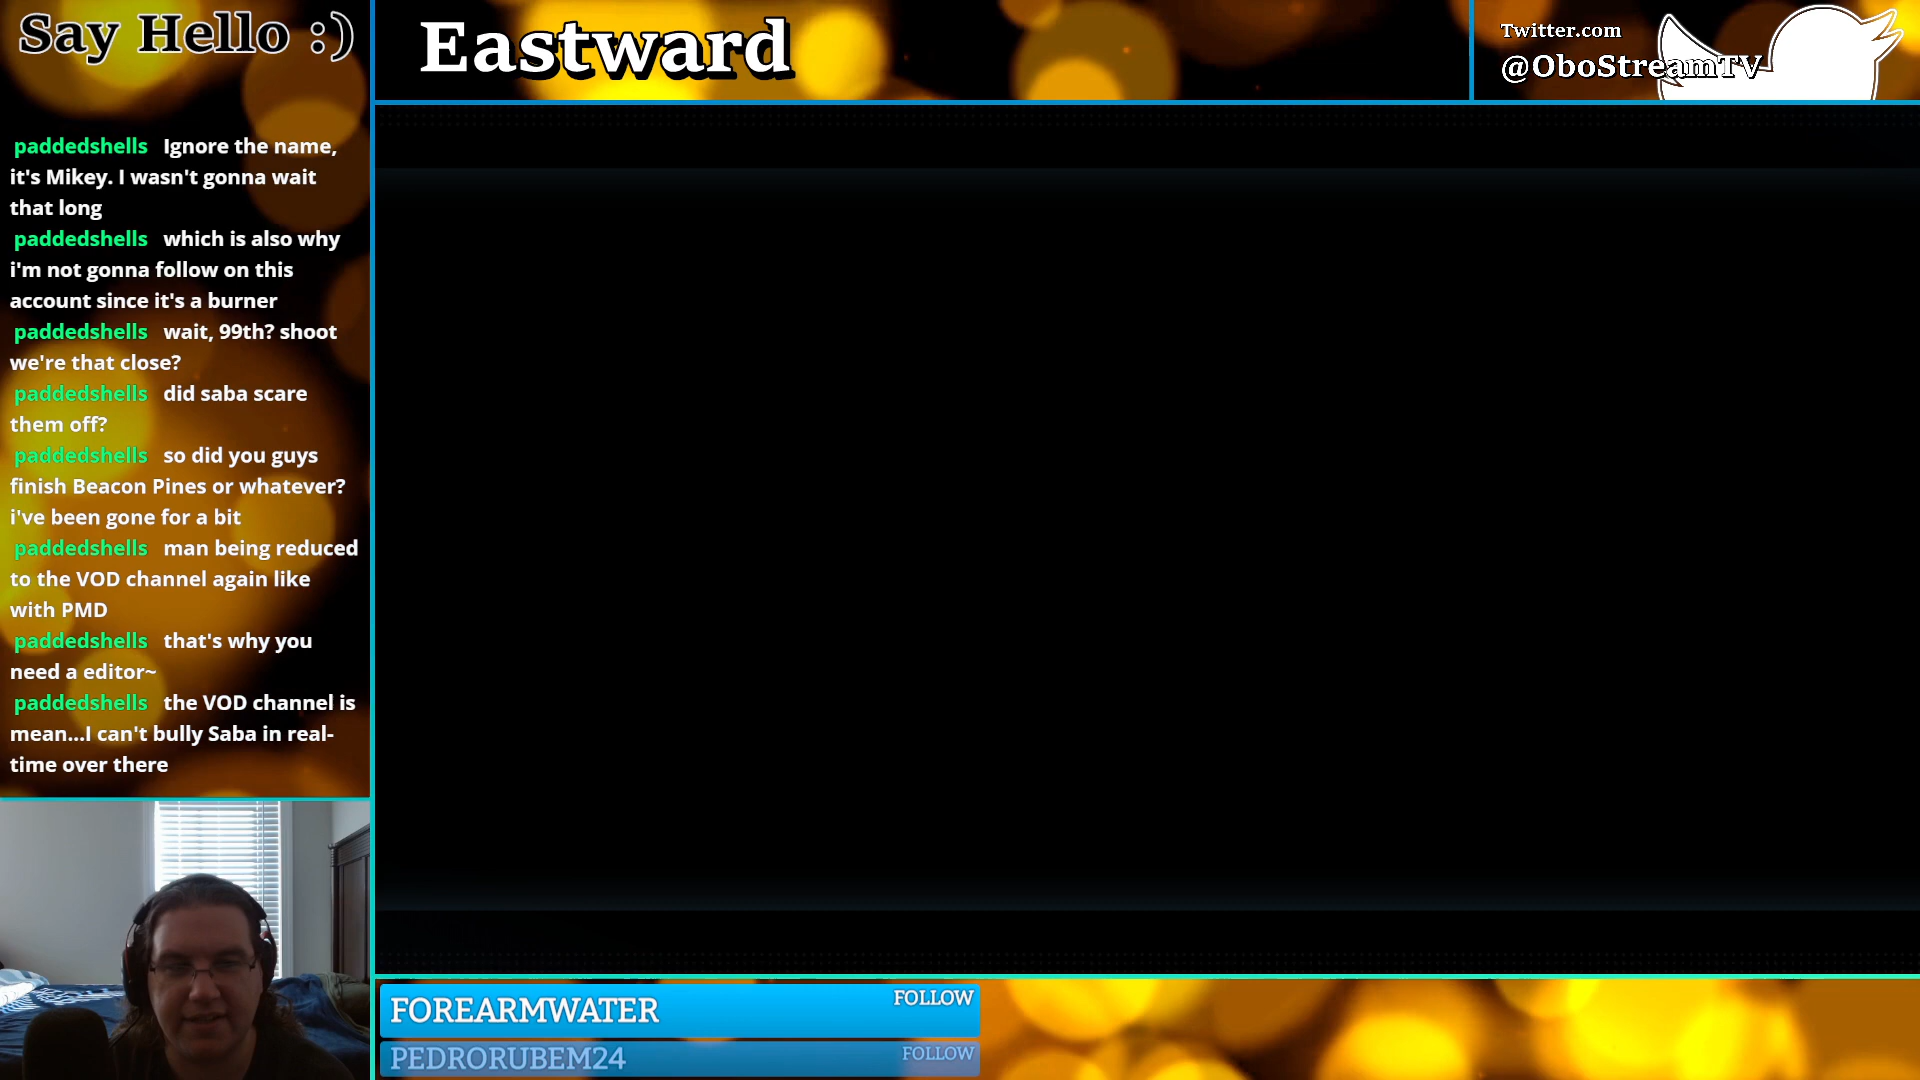 Say Hello :)
Eastward
Twitter.com
@OboStreamTV
paddedshells Ignore the name,
it's Mikey. I wasn't gonna wait
that long
paddedshells which is also why
i'm not gonna follow on this
account since it's a burner
paddedshells wait, 99th? shoot
we're that close?
paddedshells did saba scare
them off?
paddedshells so did you guys
finish Beacon Pines or whatever?
i've been gone for a bit
paddedshells man being reduced
to the VOD channel again like
with PMD
paddedshells that's why you
need a editor~
paddedshells the VOD channel is
mean...I can't bully Saba in real-
time over there
FOREARMWATER FOLLOW
PEDRORUBEM24 FOLLOW